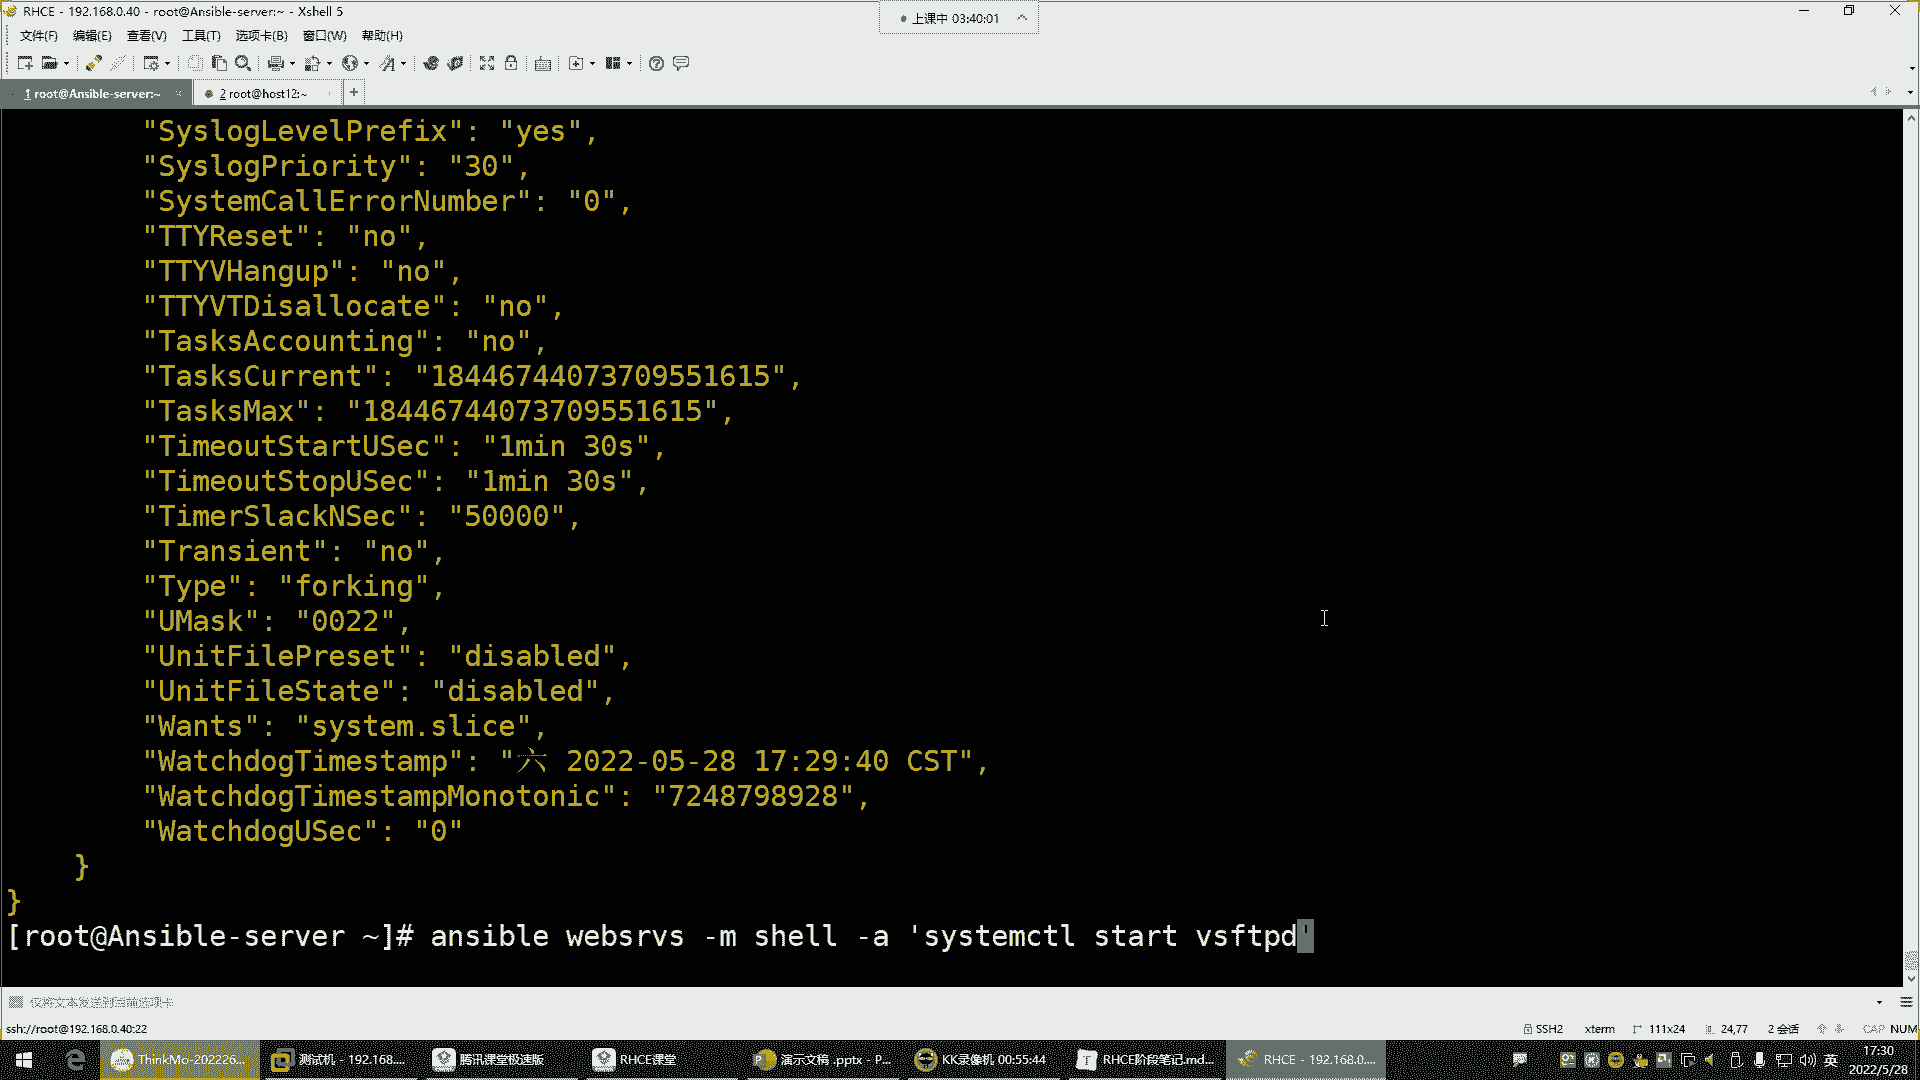 RHCE - 192.168.0.40 - root@Ansible-server:~ - Xshell 5
上课中 03:40:01
文件(F) 编辑(E) 查看(V) 工具(T) 选项卡(B) 窗口(W) 帮助(H)
1 root@Ansible-server:~ 2 root@host12:~
"SyslogLevelPrefix": "yes",
"SyslogPriority": "30",
"SystemCallErrorNumber": "0",
"TTYReset": "no",
"TTYVHangup": "no",
"TTYVTDisallocate": "no",
"TasksAccounting": "no",
"TasksCurrent": "18446744073709551615",
"TasksMax": "18446744073709551615",
"TimeoutStartUSec": "1min 30s",
"TimeoutStopUSec": "1min 30s",
"TimerSlackNSec": "50000",
"Transient": "no",
"Type": "forking",
"UMask": "0022",
"UnitFilePreset": "disabled",
"UnitFileState": "disabled",
"Wants": "system.slice",
"WatchdogTimestamp": "六 2022-05-28 17:29:40 CST",
"WatchdogTimestampMonotonic": "7248798928",
"WatchdogUSec": "0"
}
}
[root@Ansible-server ~]# ansible websrvs -m shell -a 'systemctl start vsftpd'
仅将文本发送到当前选项卡
ssh://root@192.168.0.40:22 SSH2 xterm 111x24 24,77 2 会话 CAP NUM
ThinkMo-202226... 测试机 - 192.168.... 腾讯课堂极速版 RHCE课堂 演示文稿 .pptx - P... KK录像机 00:55:44 RHCE阶段笔记.md... RHCE - 192.168.0.... 英 17:30
2022/5/28